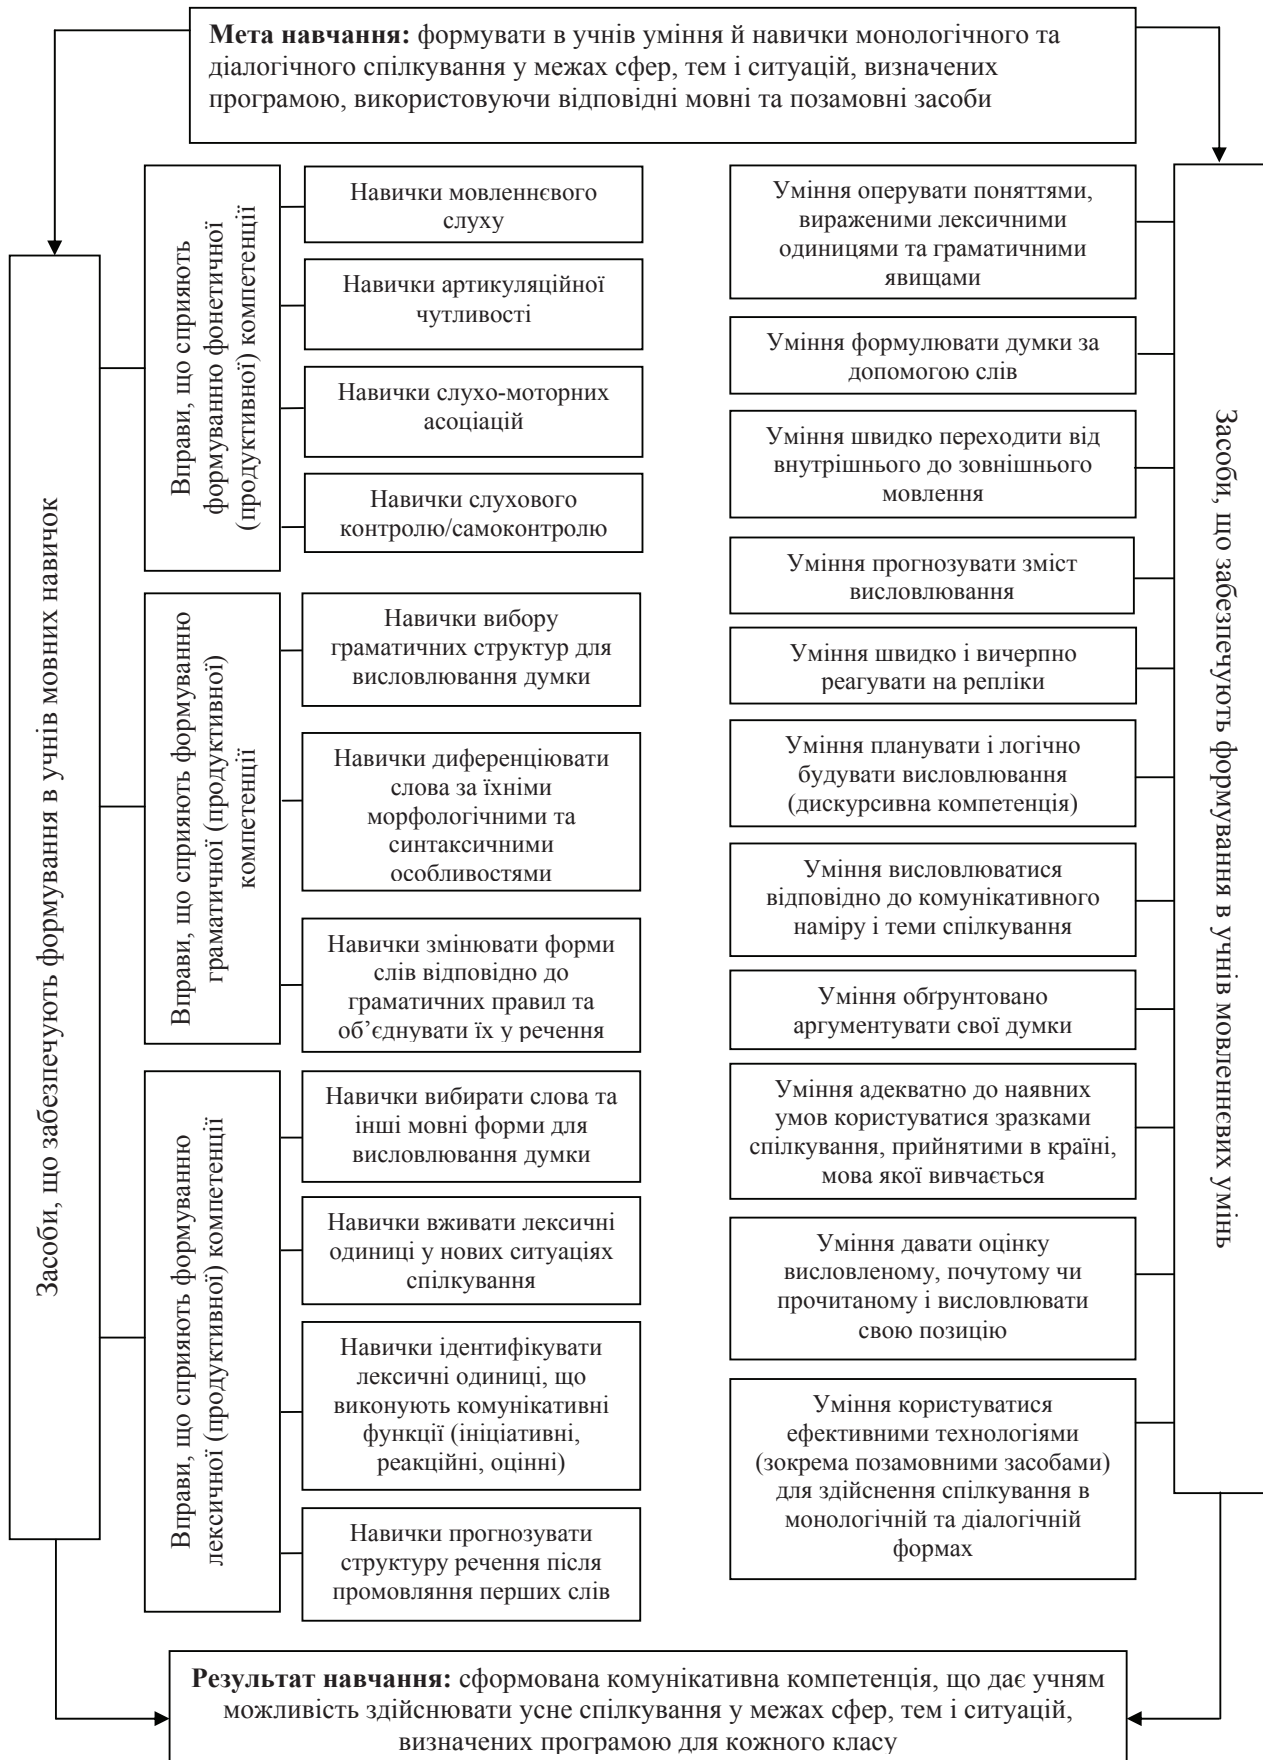 Мета навчання: формувати в учнів уміння й навички монологічного та
діалогічного спілкування у межах сфер, тем і ситуацій, визначених
програмою, використовуючи відповідні мовні та позамовні засоби
Засоби, що забезпечують формування в учнів мовних навичок
Вправи, що сприяють
формуванню фонетичної
(продуктивної) компетенції
Навички мовленнєвого
слуху
Навички артикуляційної
чутливості
Навички слухо-моторних
асоціацій
Навички слухового
контролю/самоконтролю
Вправи, що сприяють формуванню
граматичної (продуктивної)
компетенції
Навички вибору
граматичних структур для
висловлювання думки
Навички диференціювати
слова за їхніми
морфологічними та
синтаксичними
особливостями
Навички змінювати форми
слів відповідно до
граматичних правил та
об’єднувати їх у речення
Вправи, що сприяють формуванню
лексичної (продуктивної) компетенції
Навички вибирати слова та
інші мовні форми для
висловлювання думки
Навички вживати лексичні
одиниці у нових ситуаціях
спілкування
Навички ідентифікувати
лексичні одиниці, що
виконують комунікативні
функції (ініціативні,
реакційні, оцінні)
Навички прогнозувати
структуру речення після
промовляння перших слів
Уміння оперувати поняттями,
вираженими лексичними
одиницями та граматичними
явищами
Уміння формулювати думки за
допомогою слів
Уміння швидко переходити від
внутрішнього до зовнішнього
мовлення
Уміння прогнозувати зміст
висловлювання
Уміння швидко і вичерпно
реагувати на репліки
Уміння планувати і логічно
будувати висловлювання
(дискурсивна компетенція)
Уміння висловлюватися
відповідно до комунікативного
наміру і теми спілкування
Уміння обґрунтовано
аргументувати свої думки
Уміння адекватно до наявних
умов користуватися зразками
спілкування, прийнятими в країні,
мова якої вивчається
Уміння давати оцінку
висловленому, почутому чи
прочитаному і висловлювати
свою позицію
Уміння користуватися
ефективними технологіями
(зокрема позамовними засобами)
для здійснення спілкування в
монологічній та діалогічній
формах
Засоби, що забезпечують формування в учнів мовленнєвих умінь
Результат навчання: сформована комунікативна компетенція, що дає учням
можливість здійснювати усне спілкування у межах сфер, тем і ситуацій,
визначених програмою для кожного класу